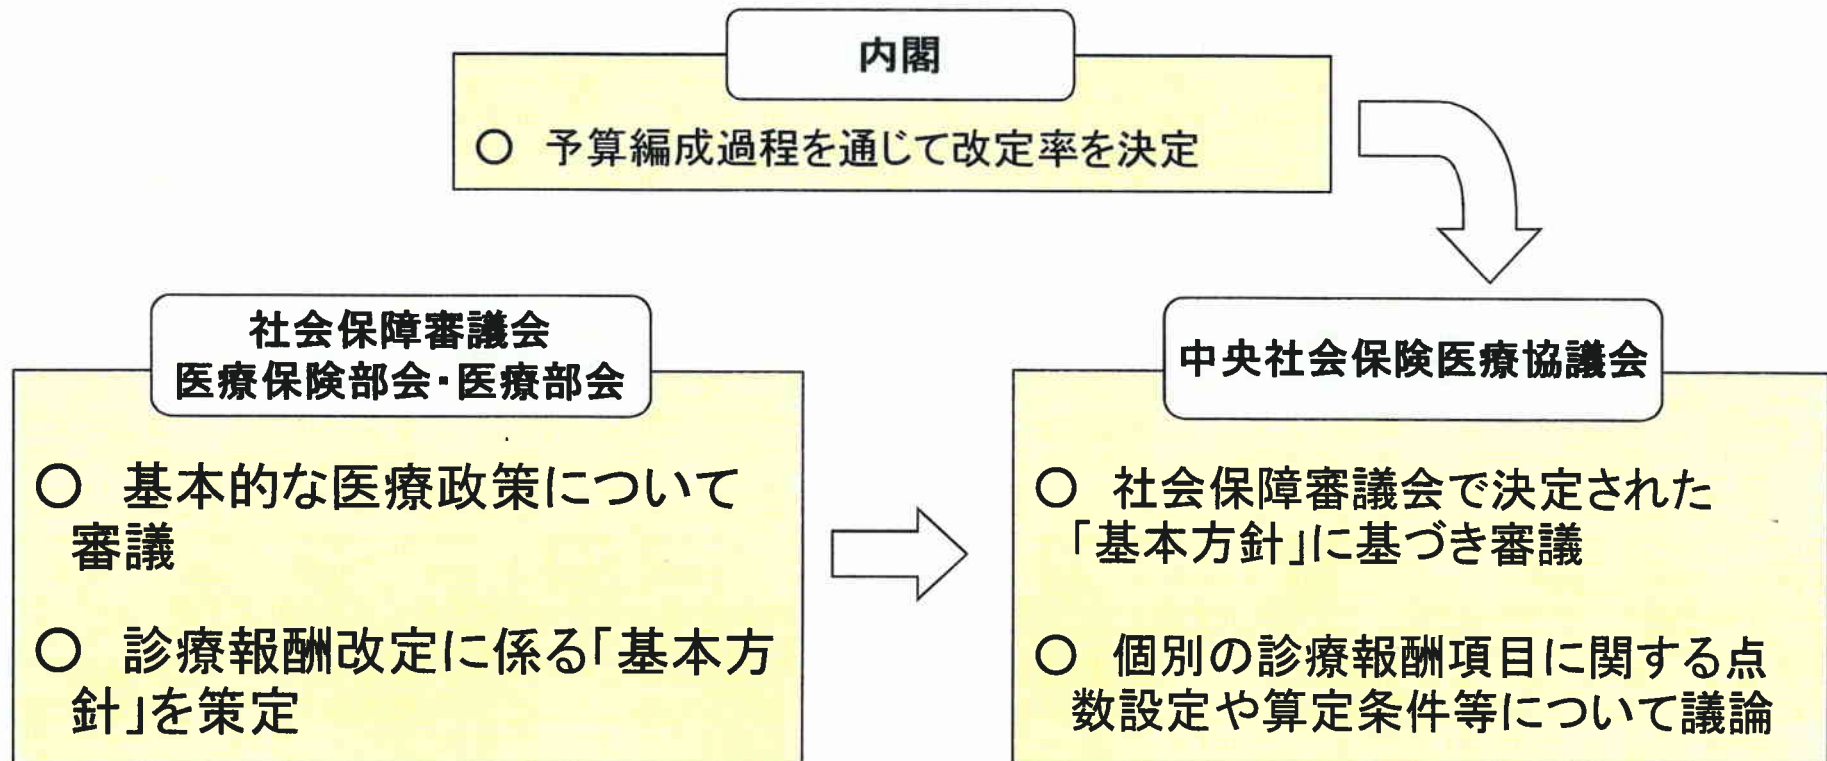 内閣
○ 予算編成過程を通じて改定率を決定
社会保障審議会
医療保険部会・医療部会
○ 基本的な医療政策について
審議
○ 診療報酬改定に係る「基本方
針」を策定
中央社会保険医療協議会
○ 社会保障審議会で決定された
「基本方針」に基づき審議
○ 個別の診療報酬項目に関する点
数設定や算定条件等について議論